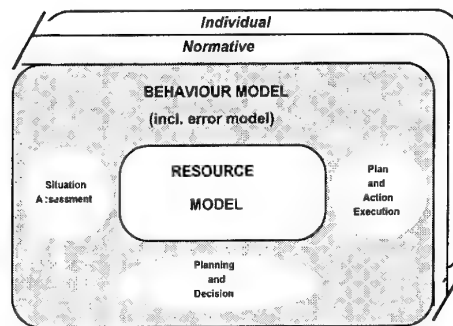 Individual
Normative
BEHAVIOUR MODEL
(incl. error model)
RESOURCE
MODEL
Situation
Assessment
Plan
and
Action
Execution
Planning
and
Decision